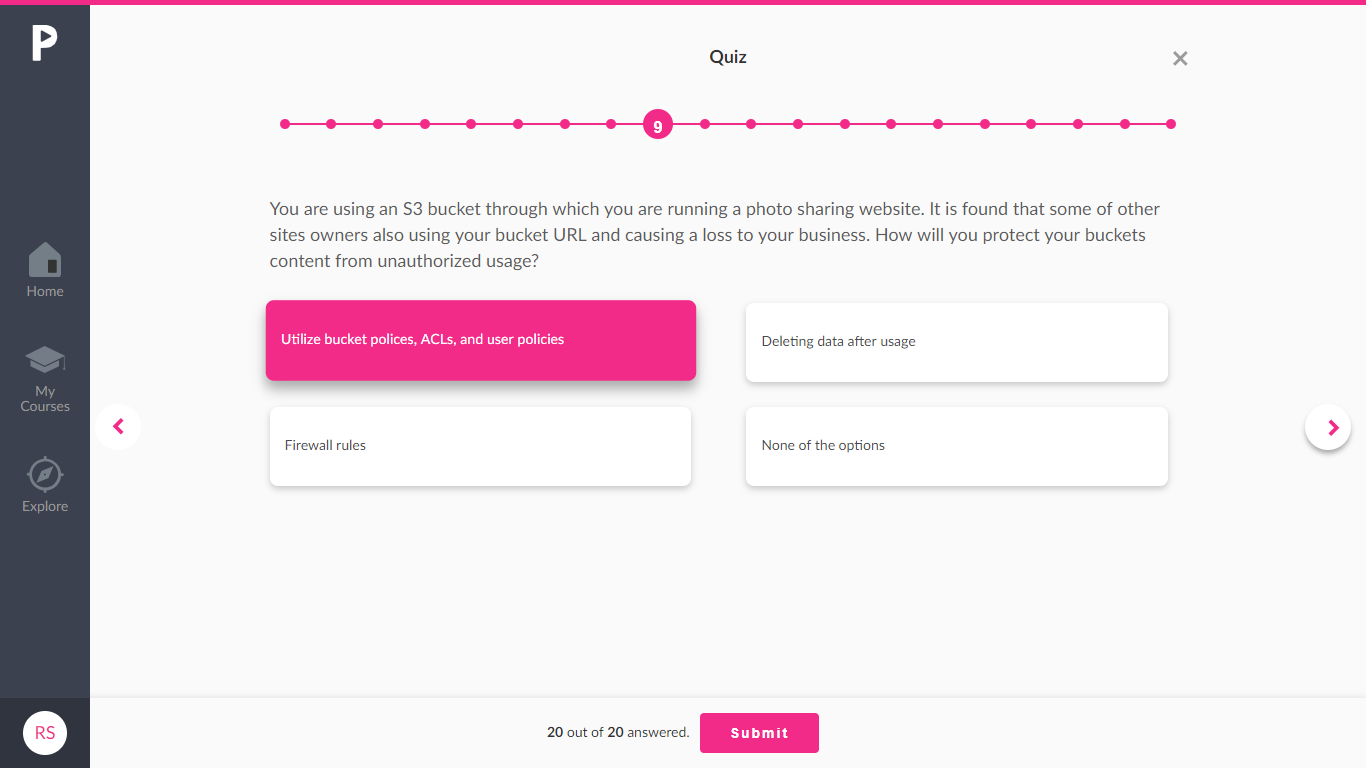 Quiz
9
You are using an S3 bucket through which you are running a photo sharing website. It is found that some of other
sites owners also using your bucket URL and causing a loss to your business. How will you protect your buckets
content from unauthorized usage?
Utilize bucket polices, ACLs, and user policies
Deleting data after usage
Firewall rules
None of the options
Home
My
Courses
Explore
RS
20 out of 20 answered.
Submit